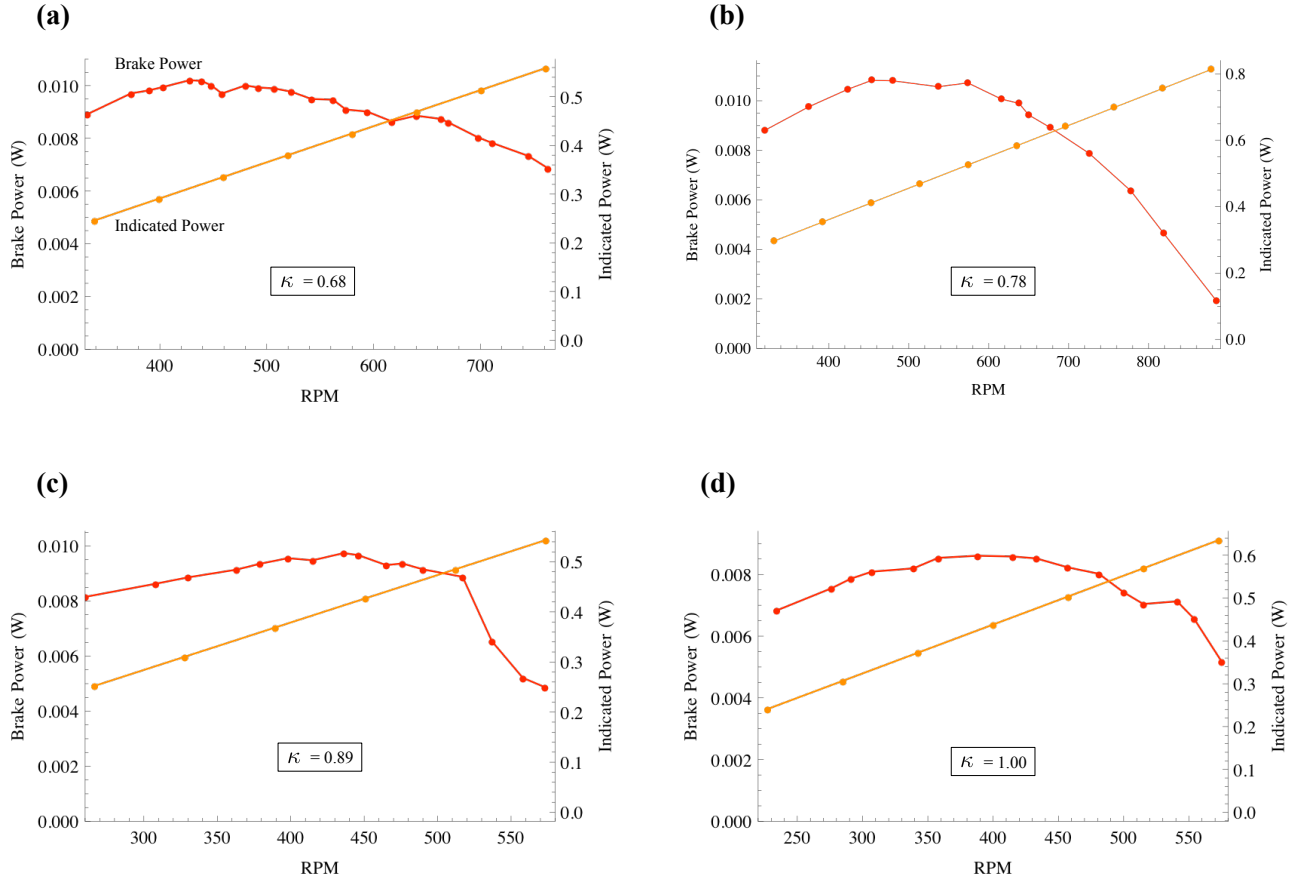 (a)
Brake Power
Indicated Power
κ = 0.68
0.010
0.008
0.006
0.004
0.002
0.000
Brake Power (W)
0.5
0.4
0.3
0.2
0.1
0.0
Indicated Power (W)
400 500 600 700
RPM
(b)
κ = 0.78
0.010
0.008
0.006
0.004
0.002
0.000
Brake Power (W)
0.8
0.6
0.4
0.2
0.0
Indicated Power (W)
400 500 600 700 800
RPM
(c)
κ = 0.89
0.010
0.008
0.006
0.004
0.002
0.000
Brake Power (W)
0.5
0.4
0.3
0.2
0.1
0.0
Indicated Power (W)
300 350 400 450 500 550
RPM
(d)
κ = 1.00
0.008
0.006
0.004
0.002
0.000
Brake Power (W)
0.6
0.5
0.4
0.3
0.2
0.1
0.0
Indicated Power (W)
250 300 350 400 450 500 550
RPM